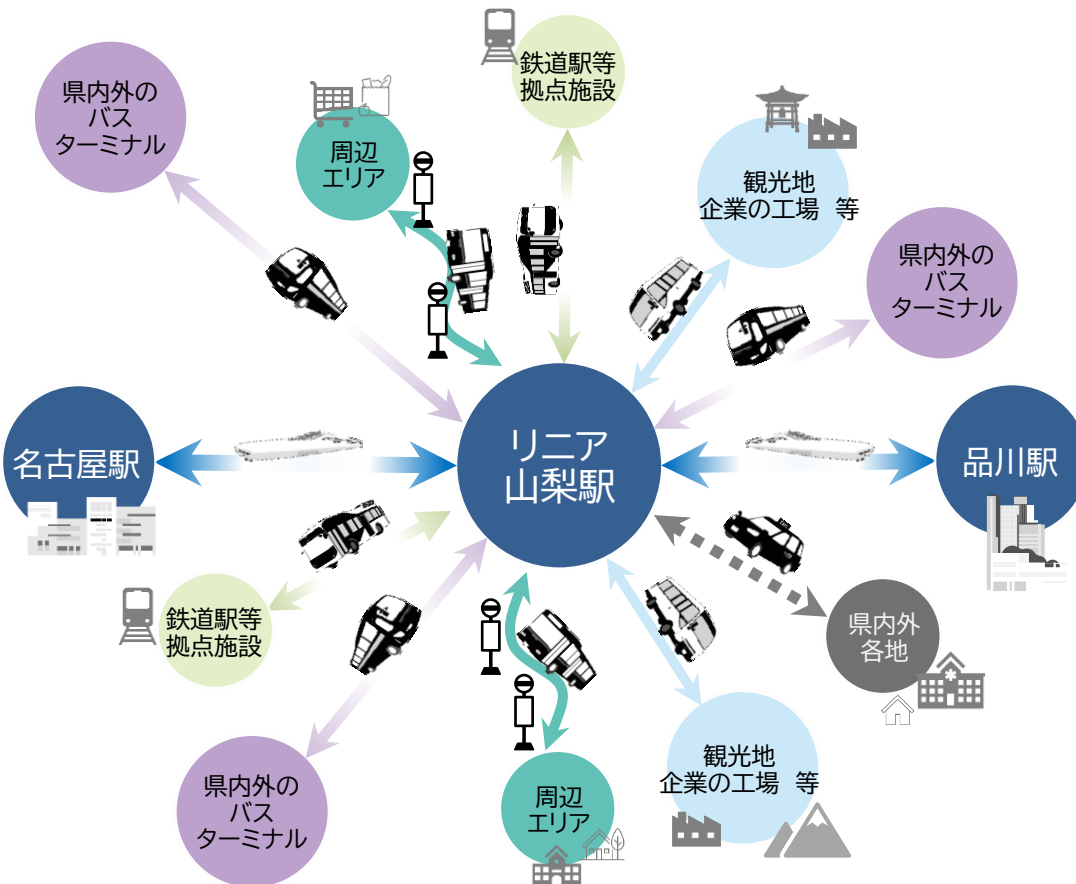 鉄道駅等
拠点施設
県内外の
バス
ターミナル
周辺
エリア
観光地
企業の工場 等
県内外の
バス
ターミナル
名古屋駅
リニア
山梨駅
品川駅
鉄道駅等
拠点施設
県内外
各地
県内外の
バス
ターミナル
周辺
エリア
観光地
企業の工場 等